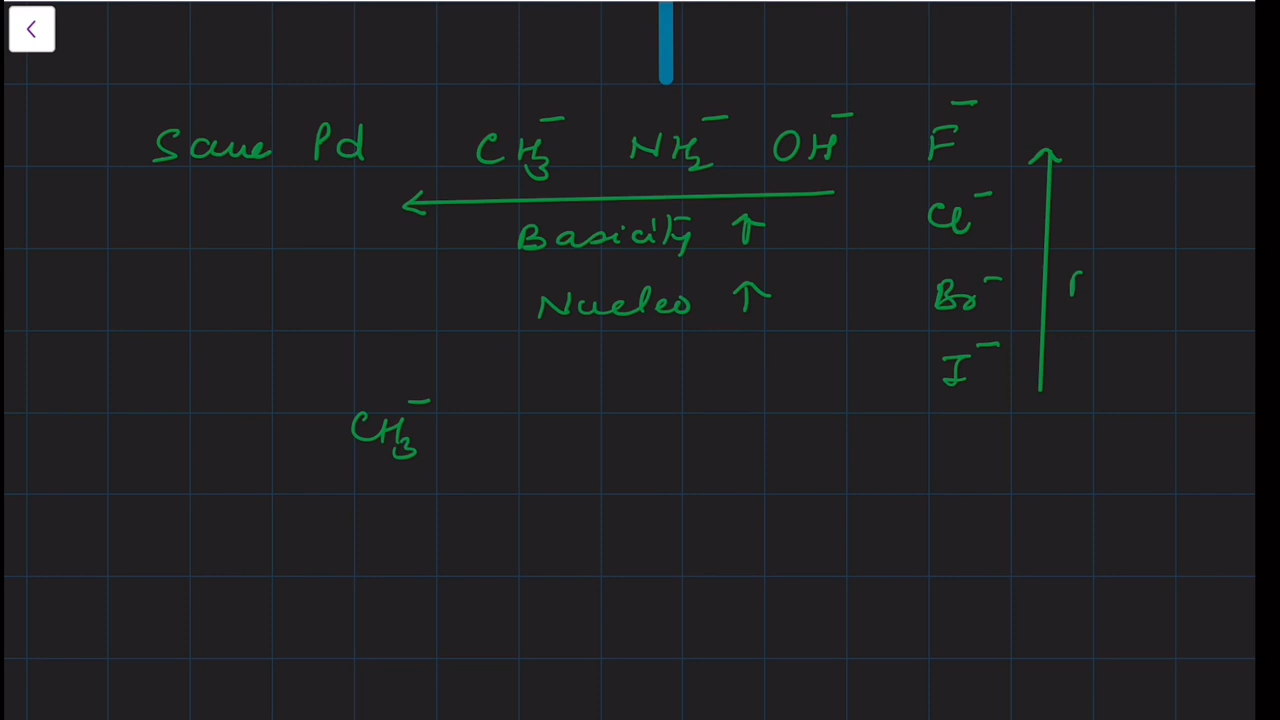 Same Pd CH₃⁻ NH₂⁻ OH⁻ F⁻
Cl⁻
Basicity ↑
Nucleo ↑
Br⁻
I⁻
CH₃⁻